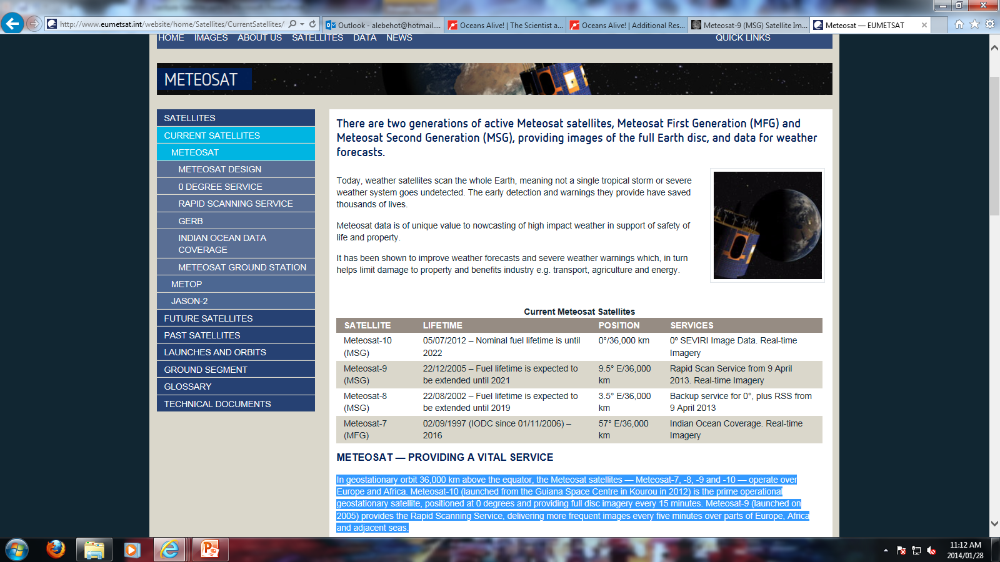 http://www.eumetsat.int/website/home/Satellites/CurrentSatellites/
Outlook - alebehot@hotmail....
Oceans Alive! | The Scientist a...
Oceans Alive! | Additional Res...
Meteosat-9 (MSG) Satellite Im...
Meteosat — EUMETSAT
HOME IMAGES ABOUT US SATELLITES DATA NEWS QUICK LINKS
METEOSAT
SATELLITES
CURRENT SATELLITES
METEOSAT
METEOSAT DESIGN
0 DEGREE SERVICE
RAPID SCANNING SERVICE
GERB
INDIAN OCEAN DATA
COVERAGE
METEOSAT GROUND STATION
METOP
JASON-2
FUTURE SATELLITES
PAST SATELLITES
LAUNCHES AND ORBITS
GROUND SEGMENT
GLOSSARY
TECHNICAL DOCUMENTS
There are two generations of active Meteosat satellites, Meteosat First Generation (MFG) and
Meteosat Second Generation (MSG), providing images of the full Earth disc, and data for weather
forecasts.
Today, weather satellites scan the whole Earth, meaning not a single tropical storm or severe
weather system goes undetected. The early detection and warnings they provide have saved
thousands of lives.
Meteosat data is of unique value to nowcasting of high impact weather in support of safety of
life and property.
It has been shown to improve weather forecasts and severe weather warnings which, in turn
helps limit damage to property and benefits industry e.g. transport, agriculture and energy.
Current Meteosat Satellites
SATELLITE LIFETIME POSITION SERVICES
Meteosat-10 05/07/2012 – Nominal fuel lifetime is until 0°/36,000 km 0º SEVIRI Image Data. Real-time
(MSG) 2022 Imagery
Meteosat-9 22/12/2005 – Fuel lifetime is expected to 9.5° E/36,000 Rapid Scan Service from 9 April
(MSG) be extended until 2021 km 2013. Real-time Imagery
Meteosat-8 22/08/2002 – Fuel lifetime is expected to 3.5° E/36,000 Backup service for 0°, plus RSS from
(MSG) be extended until 2019 km 9 April 2013
Meteosat-7 02/09/1997 (IODC since 01/11/2006) – 57° E/36,000 Indian Ocean Coverage. Real-time
(MFG) 2016 km Imagery
METEOSAT — PROVIDING A VITAL SERVICE
In geostationary orbit 36,000 km above the equator, the Meteosat satellites — Meteosat-7, -8, -9 and -10 — operate over
Europe and Africa. Meteosat-10 (launched from the Guiana Space Centre in Kourou in 2012) is the prime operational
geostationary satellite, positioned at 0 degrees and providing full disc imagery every 15 minutes. Meteosat-9 (launched on
2005) provides the Rapid Scanning Service, delivering more frequent images every five minutes over parts of Europe, Africa
and adjacent seas.
11:12 AM
2014/01/28